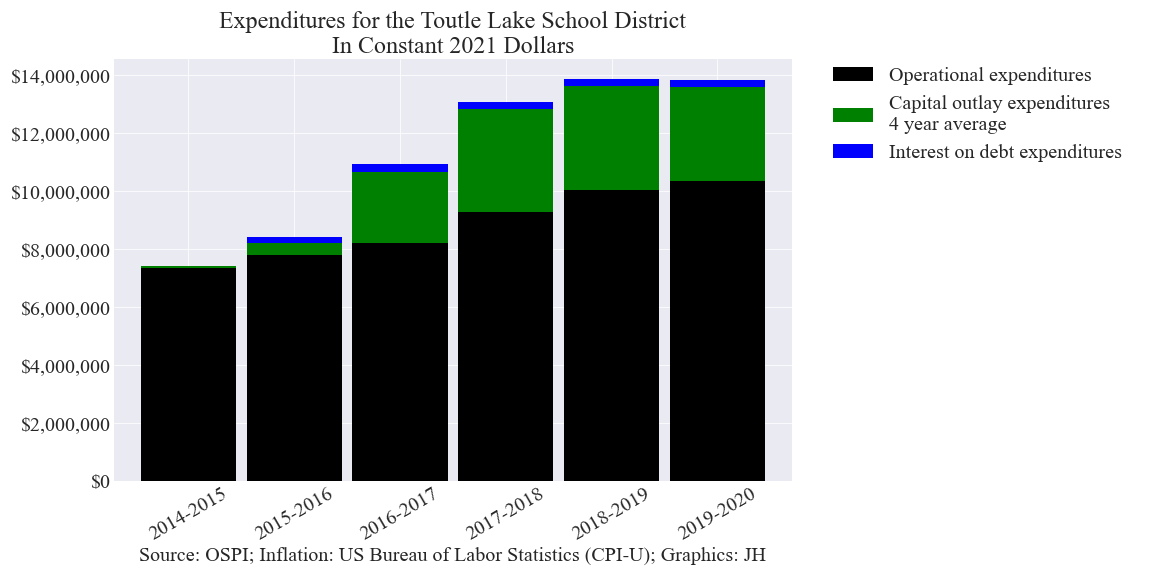 Expenditures for the Toutle Lake School District
In Constant 2021 Dollars
$14,000,000
$12,000,000
$10,000,000
$8,000,000
$6,000,000
$4,000,000
$2,000,000
$0
2014-2015
2015-2016
2016-2017
2017-2018
2018-2019
2019-2020
Source: OSPI; Inflation: US Bureau of Labor Statistics (CPI-U); Graphics: JH
Operational expenditures
Capital outlay expenditures
4 year average
Interest on debt expenditures